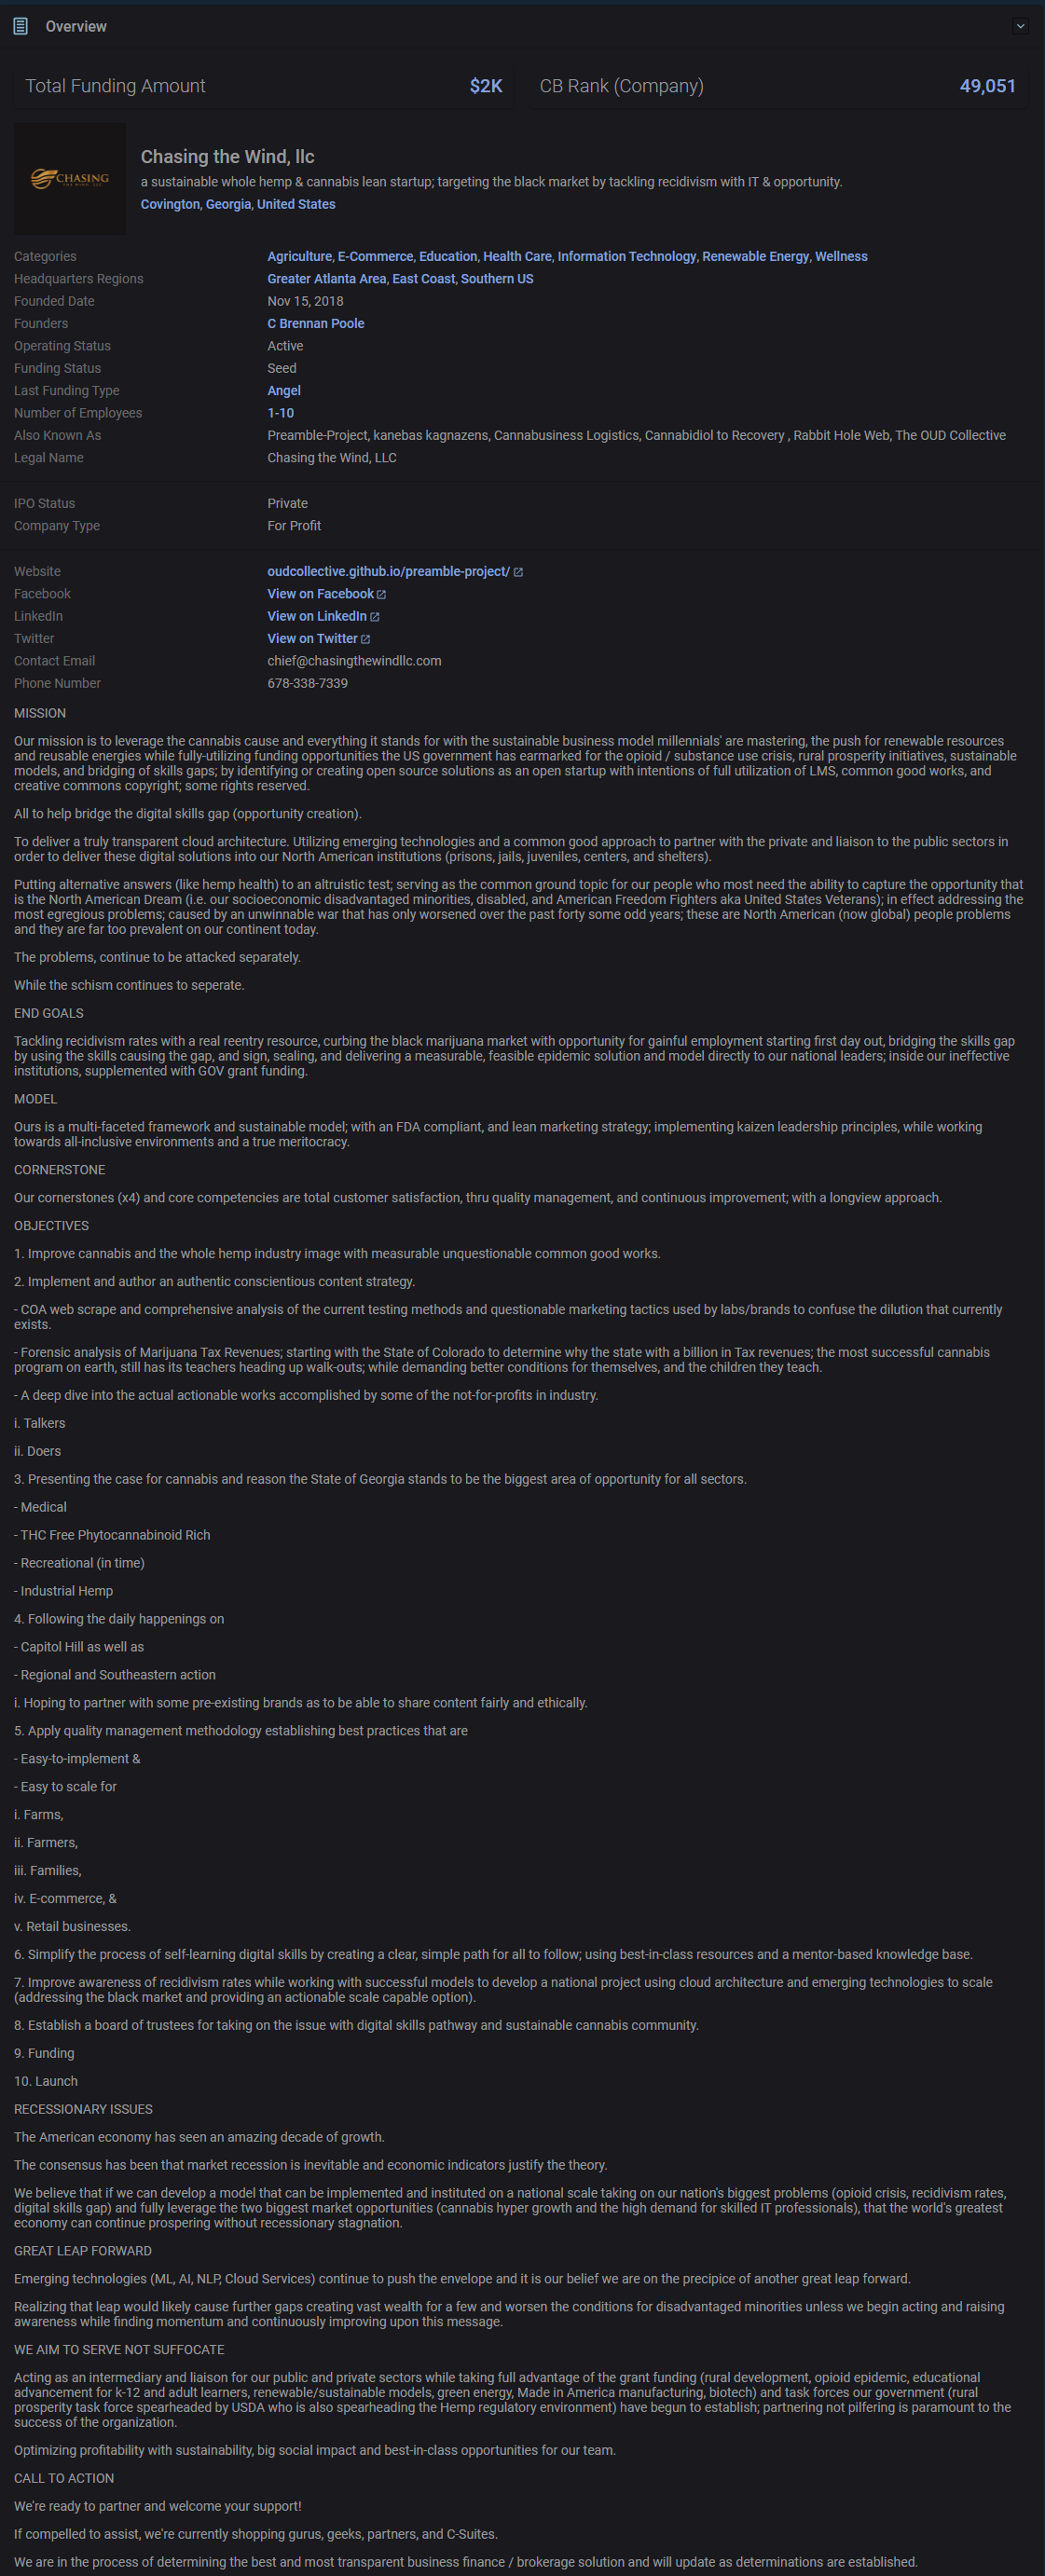 Overview
Total Funding Amount $2K CB Rank (Company) 49,051
CHASING
THE WIND, LLC
Chasing the Wind, llc
a sustainable whole hemp & cannabis lean startup; targeting the black market by tackling recidivism with IT & opportunity.
Covington, Georgia, United States
Categories Agriculture, E-Commerce, Education, Health Care, Information Technology, Renewable Energy, Wellness
Headquarters Regions Greater Atlanta Area, East Coast, Southern US
Founded Date Nov 15, 2018
Founders C Brennan Poole
Operating Status Active
Funding Status Seed
Last Funding Type Angel
Number of Employees 1-10
Also Known As Preamble-Project, kanebas kagnazens, Cannabusiness Logistics, Cannabidiol to Recovery , Rabbit Hole Web, The OUD Collective
Legal Name Chasing the Wind, LLC
IPO Status Private
Company Type For Profit
Website oudcollective.github.io/preamble-project/
Facebook View on Facebook
LinkedIn View on LinkedIn
Twitter View on Twitter
Contact Email chief@chasingthewindllc.com
Phone Number 678-338-7339
MISSION
Our mission is to leverage the cannabis cause and everything it stands for with the sustainable business model millennials' are mastering, the push for renewable resources
and reusable energies while fully-utilizing funding opportunities the US government has earmarked for the opioid / substance use crisis, rural prosperity initiatives, sustainable
models, and bridging of skills gaps; by identifying or creating open source solutions as an open startup with intentions of full utilization of LMS, common good works, and
creative commons copyright; some rights reserved.
All to help bridge the digital skills gap (opportunity creation).
To deliver a truly transparent cloud architecture. Utilizing emerging technologies and a common good approach to partner with the private and liaison to the public sectors in
order to deliver these digital solutions into our North American institutions (prisons, jails, juveniles, centers, and shelters).
Putting alternative answers (like hemp health) to an altruistic test; serving as the common ground topic for our people who most need the ability to capture the opportunity that
is the North American Dream (i.e. our socioeconomic disadvantaged minorities, disabled, and American Freedom Fighters aka United States Veterans); in effect addressing the
most egregious problems; caused by an unwinnable war that has only worsened over the past forty some odd years; these are North American (now global) people problems
and they are far too prevalent on our continent today.
The problems, continue to be attacked separately.
While the schism continues to seperate.
END GOALS
Tackling recidivism rates with a real reentry resource, curbing the black marijuana market with opportunity for gainful employment starting first day out, bridging the skills gap
by using the skills causing the gap, and sign, sealing, and delivering a measurable, feasible epidemic solution and model directly to our national leaders; inside our ineffective
institutions, supplemented with GOV grant funding.
MODEL
Ours is a multi-faceted framework and sustainable model; with an FDA compliant, and lean marketing strategy; implementing kaizen leadership principles, while working
towards all-inclusive environments and a true meritocracy.
CORNERSTONE
Our cornerstones (x4) and core competencies are total customer satisfaction, thru quality management, and continuous improvement; with a longview approach.
OBJECTIVES
1. Improve cannabis and the whole hemp industry image with measurable unquestionable common good works.
2. Implement and author an authentic conscientious content strategy.
- COA web scrape and comprehensive analysis of the current testing methods and questionable marketing tactics used by labs/brands to confuse the dilution that currently
exists.
- Forensic analysis of Marijuana Tax Revenues; starting with the State of Colorado to determine why the state with a billion in Tax revenues; the most successful cannabis
program on earth, still has its teachers heading up walk-outs; while demanding better conditions for themselves, and the children they teach.
- A deep dive into the actual actionable works accomplished by some of the not-for-profits in industry.
i. Talkers
ii. Doers
3. Presenting the case for cannabis and reason the State of Georgia stands to be the biggest area of opportunity for all sectors.
- Medical
- THC Free Phytocannabinoid Rich
- Recreational (in time)
- Industrial Hemp
4. Following the daily happenings on
- Capitol Hill as well as
- Regional and Southeastern action
i. Hoping to partner with some pre-existing brands as to be able to share content fairly and ethically.
5. Apply quality management methodology establishing best practices that are
- Easy-to-implement &
- Easy to scale for
i. Farms,
ii. Farmers,
iii. Families,
iv. E-commerce, &
v. Retail businesses.
6. Simplify the process of self-learning digital skills by creating a clear, simple path for all to follow; using best-in-class resources and a mentor-based knowledge base.
7. Improve awareness of recidivism rates while working with successful models to develop a national project using cloud architecture and emerging technologies to scale
(addressing the black market and providing an actionable scale capable option).
8. Establish a board of trustees for taking on the issue with digital skills pathway and sustainable cannabis community.
9. Funding
10. Launch
RECESSIONARY ISSUES
The American economy has seen an amazing decade of growth.
The consensus has been that market recession is inevitable and economic indicators justify the theory.
We believe that if we can develop a model that can be implemented and instituted on a national scale taking on our nation's biggest problems (opioid crisis, recidivism rates,
digital skills gap) and fully leverage the two biggest market opportunities (cannabis hyper growth and the high demand for skilled IT professionals), that the world's greatest
economy can continue prospering without recessionary stagnation.
GREAT LEAP FORWARD
Emerging technologies (ML, AI, NLP, Cloud Services) continue to push the envelope and it is our belief we are on the precipice of another great leap forward.
Realizing that leap would likely cause further gaps creating vast wealth for a few and worsen the conditions for disadvantaged minorities unless we begin acting and raising
awareness while finding momentum and continuously improving upon this message.
WE AIM TO SERVE NOT SUFFOCATE
Acting as an intermediary and liaison for our public and private sectors while taking full advantage of the grant funding (rural development, opioid epidemic, educational
advancement for k-12 and adult learners, renewable/sustainable models, green energy, Made in America manufacturing, biotech) and task forces our government (rural
prosperity task force spearheaded by USDA who is also spearheading the Hemp regulatory environment) have begun to establish; partnering not pilfering is paramount to the
success of the organization.
Optimizing profitability with sustainability, big social impact and best-in-class opportunities for our team.
CALL TO ACTION
We're ready to partner and welcome your support!
If compelled to assist, we're currently shopping gurus, geeks, partners, and C-Suites.
We are in the process of determining the best and most transparent business finance / brokerage solution and will update as determinations are established.